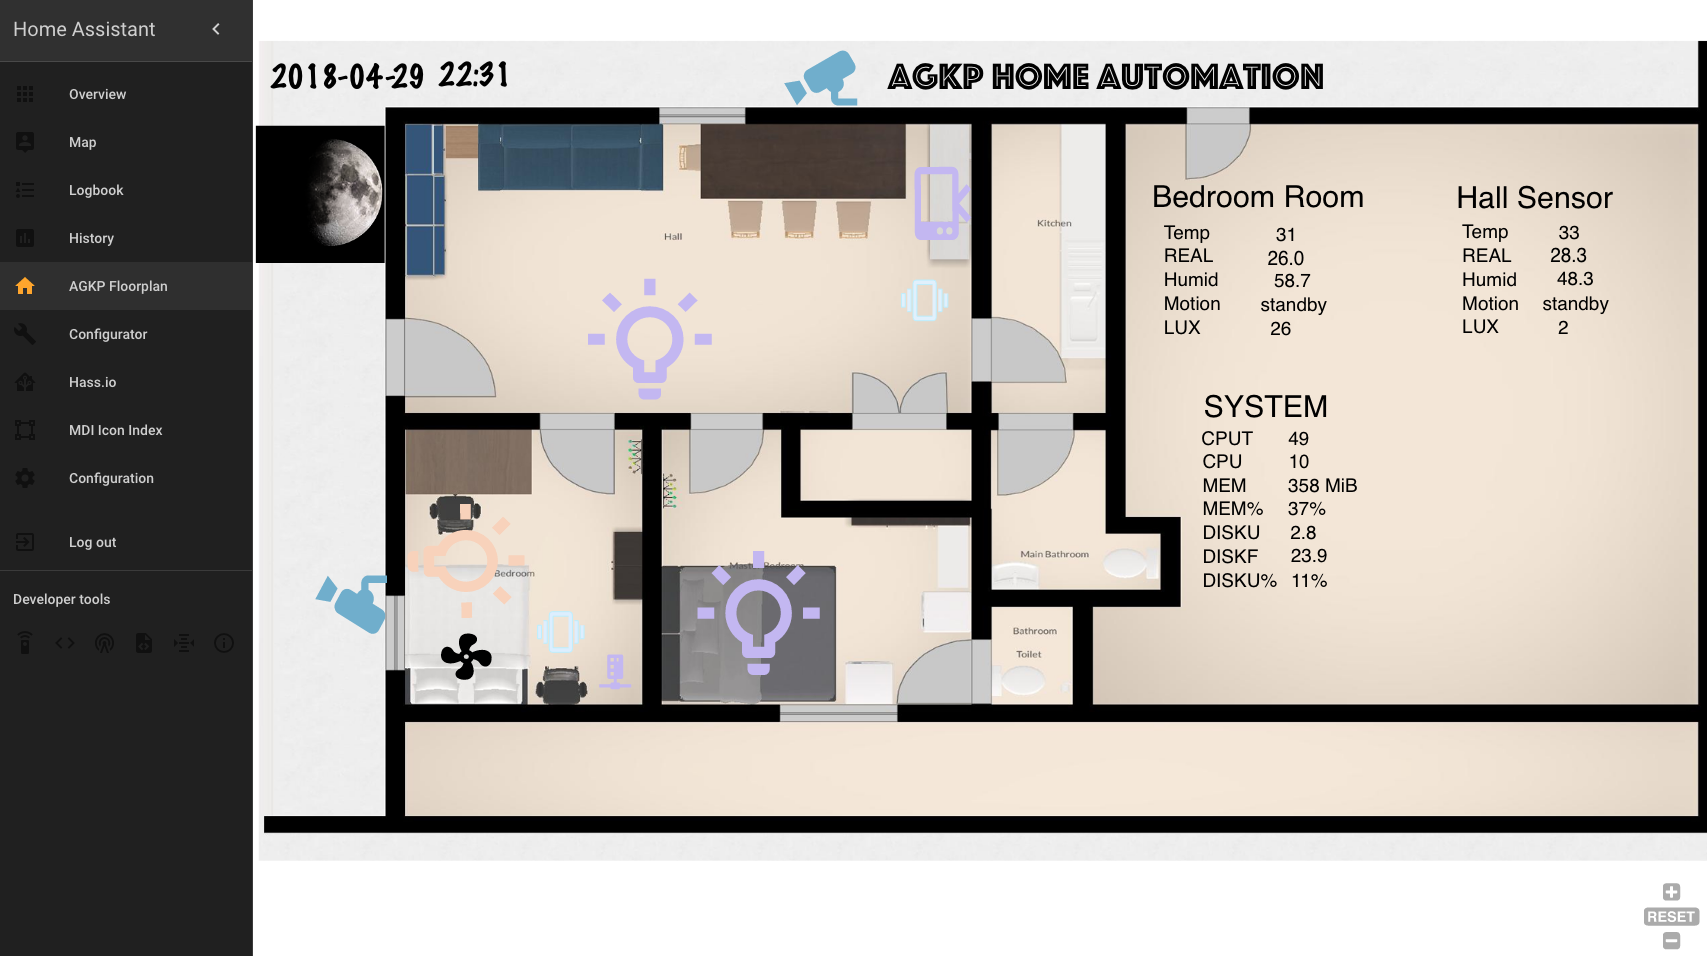 Home Assistant
Overview
Map
Logbook
History
AGKP Floorplan
Configurator
Hass.io
MDI Icon Index
Configuration
Log out
Developer tools
2018-04-29 22:31
AGKP HOME AUTOMATION
Hall
Kitchen
Bedroom
Master Bedroom
Main Bathroom
Bathroom
Toilet
Bedroom Room
Temp 31
REAL 26.0
Humid 58.7
Motion standby
LUX 26
Hall Sensor
Temp 33
REAL 28.3
Humid 48.3
Motion standby
LUX 2
SYSTEM
CPUT 49
CPU 10
MEM 358 MiB
MEM% 37%
DISKU 2.8
DISKF 23.9
DISKU% 11%
RESET